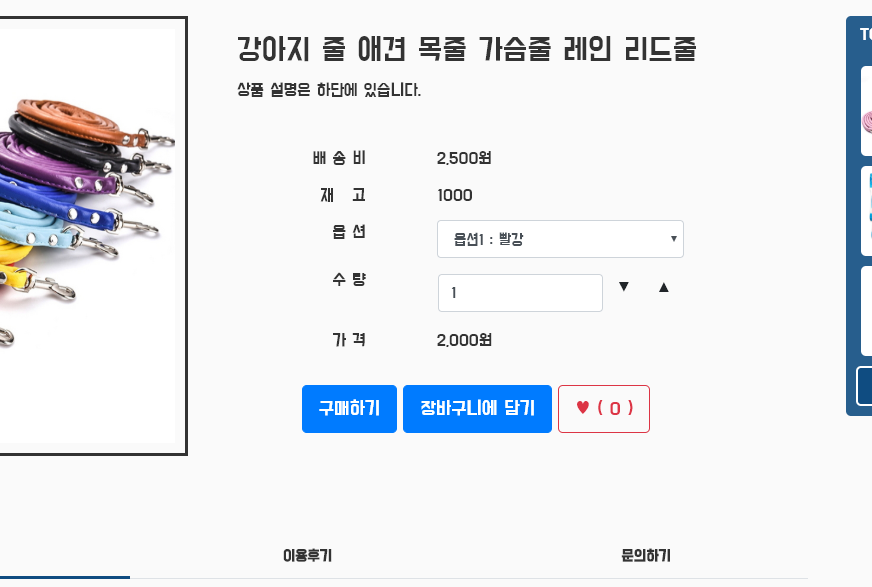 강아지 줄 애견 목줄 가슴줄 레인 리드줄
상품 설명은 하단에 있습니다.
배 송 비 2,500원
재 고 1000
옵 션 옵션1 : 빨강 ▼
수 량 1 ▼ ▲
가 격 2,000원
구매하기 장바구니에 담기 ♥ ( 0 )
이용후기 문의하기